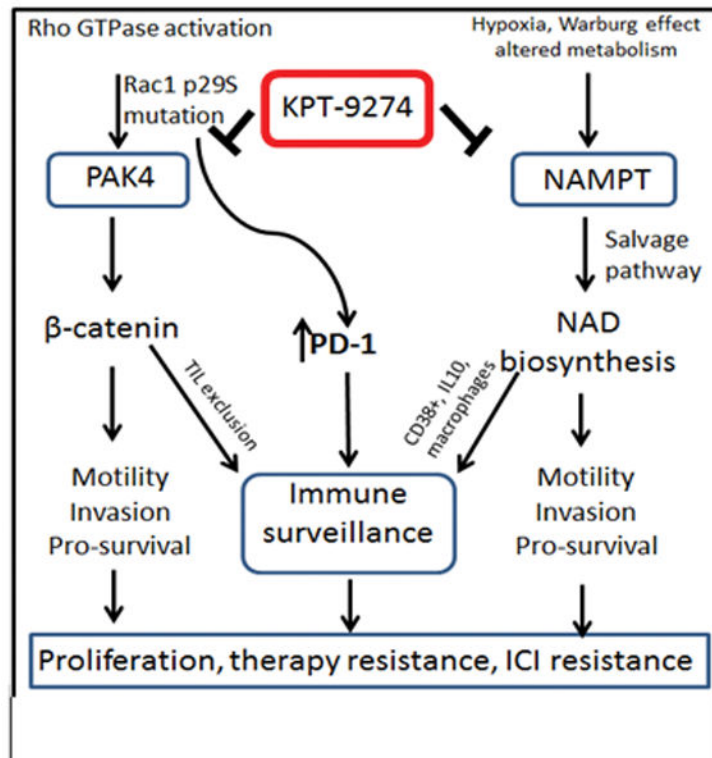 Rho GTPase activation
Hypoxia, Warburg effect
altered metabolism
Rac1 p29S
mutation
KPT-9274
PAK4
NAMPT
Salvage
pathway
β-catenin
↑PD-1
NAD
biosynthesis
TIL exclusion
CD38+, IL10,
macrophages
Motility
Invasion
Pro-survival
Immune
surveillance
Motility
Invasion
Pro-survival
Proliferation, therapy resistance, ICI resistance